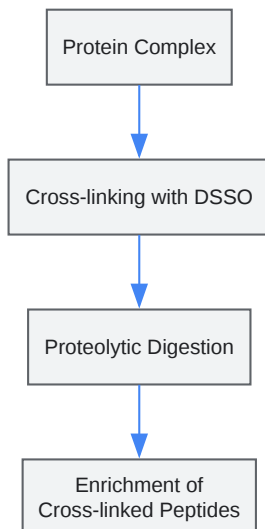 Protein Complex
Cross-linking with DSSO
Proteolytic Digestion
Enrichment of
Cross-linked Peptides